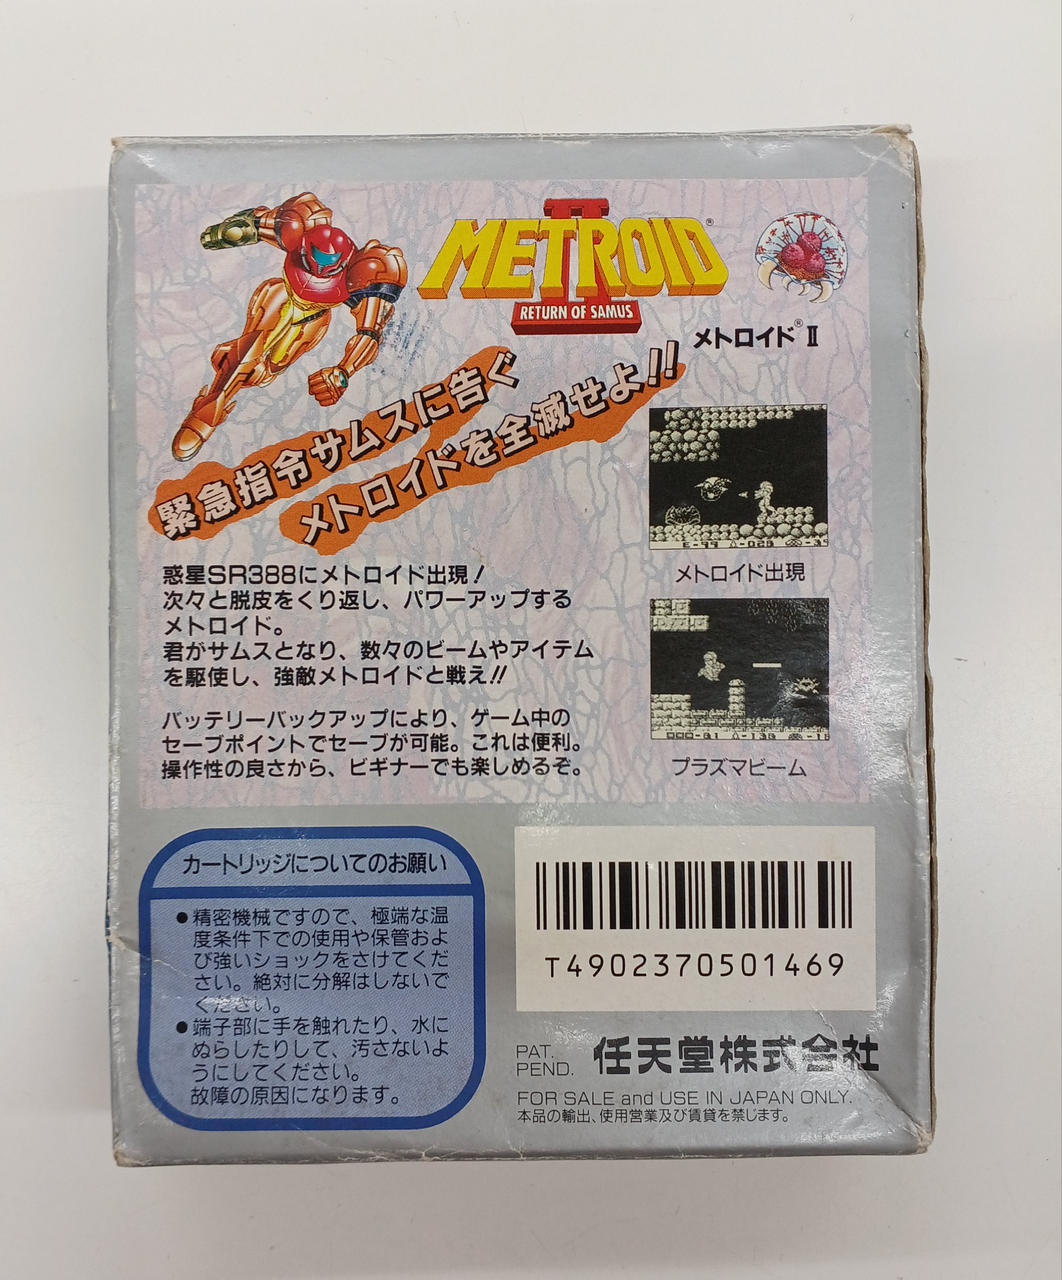 METROID®
II
RETURN OF SAMUS
メトロイド® II
緊急指令サムスに告ぐ
メトロイドを全滅せよ!!
惑星SR388にメトロイド出現!
次々と脱皮をくり返し、パワーアップする
メトロイド。
君がサムスとなり、数々のビームやアイテム
を駆使し、強敵メトロイドと戦え!!
バッテリーバックアップにより、ゲーム中の
セーブポイントでセーブが可能。これは便利。
操作性の良さから、ビギナーでも楽しめるぞ。
メトロイド出現
プラズマビーム
カートリッジについてのお願い
●精密機械ですので、極端な温
度条件下での使用や保管およ
び強いショックをさけてくだ
さい。絶対に分解はしないで
ください。
●端子部に手を触れたり、水に
ぬらしたりして、汚さないよ
うにしてください。
故障の原因になります。
T4902370501469
PAT.
PEND.
任天堂株式会社
FOR SALE and USE IN JAPAN ONLY.
本品の輸出、使用営業及び賃貸を禁じます。